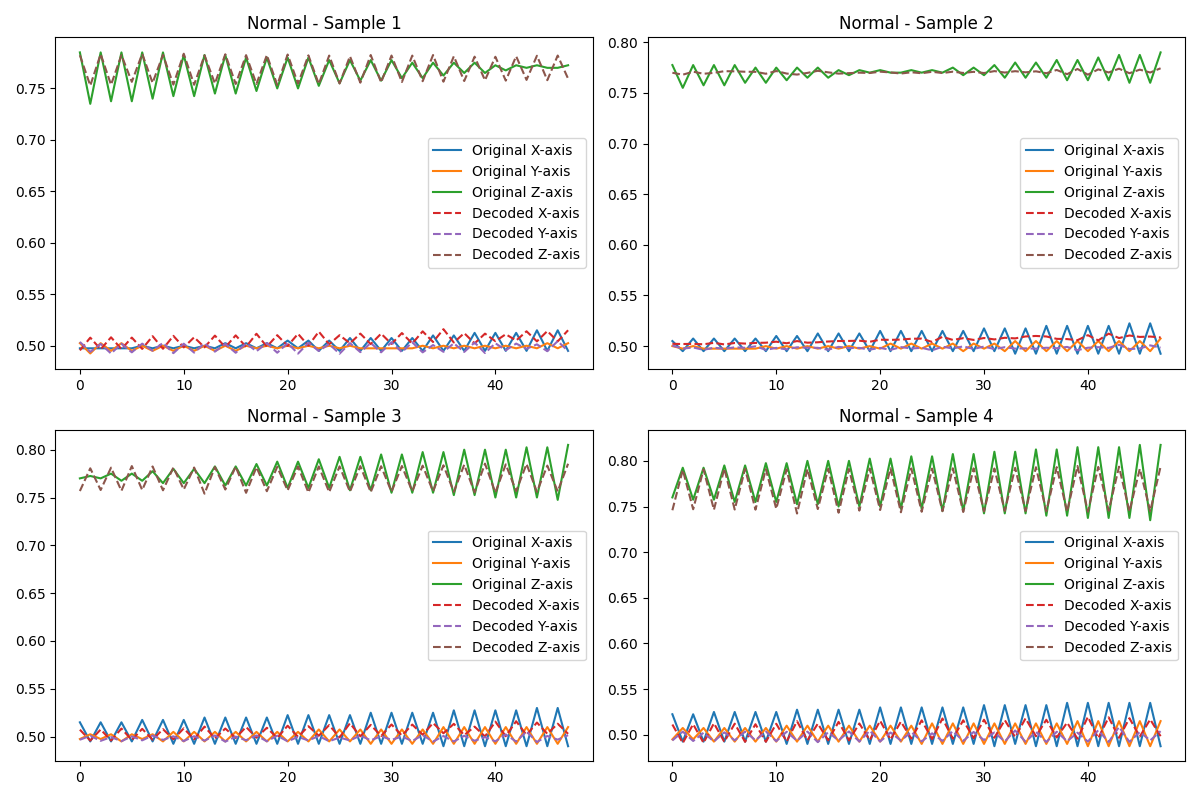 Normal - Sample 1
0.75
0.70
0.65
0.60
0.55
0.50
0 10 20 30 40
Original X-axis
Original Y-axis
Original Z-axis
Decoded X-axis
Decoded Y-axis
Decoded Z-axis
Normal - Sample 2
0.80
0.75
0.70
0.65
0.60
0.55
0.50
0 10 20 30 40
Original X-axis
Original Y-axis
Original Z-axis
Decoded X-axis
Decoded Y-axis
Decoded Z-axis
Normal - Sample 3
0.80
0.75
0.70
0.65
0.60
0.55
0.50
0 10 20 30 40
Original X-axis
Original Y-axis
Original Z-axis
Decoded X-axis
Decoded Y-axis
Decoded Z-axis
Normal - Sample 4
0.80
0.75
0.70
0.65
0.60
0.55
0.50
0 10 20 30 40
Original X-axis
Original Y-axis
Original Z-axis
Decoded X-axis
Decoded Y-axis
Decoded Z-axis